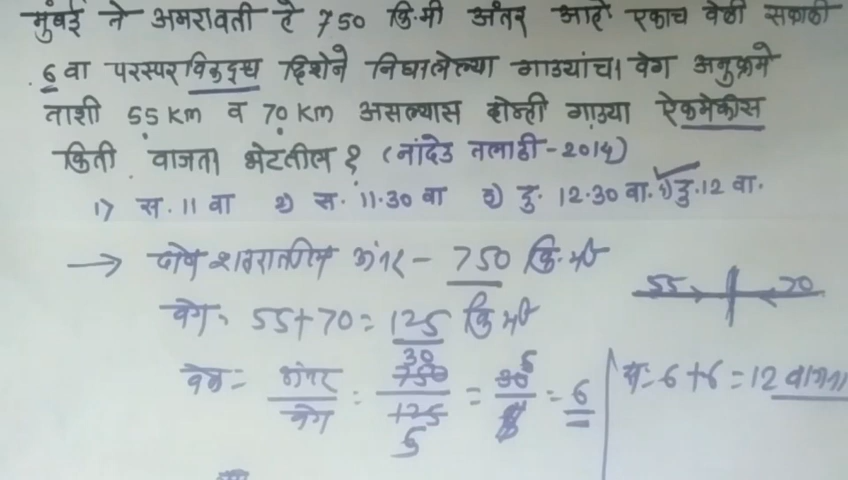 मुंबई ते अमरावती हे 750 कि.मी अंतर आहे एकाच वेळी सकाळी
6 वा परस्पर विरुद्ध दिशेने निघालेल्या गाड्यांचा वेग अनुक्रमे
ताशी 55 Km व 70 Km असल्यास दोन्ही गाड्या ऐकमेकीस
किती वाजता भेटतील ? (नांदेड तलाठी - 2014)
1) स. 11 वा 2) स. 11.30 वा 3) दु. 12.30 वा. 4) दु. 12 वा.
→ दोन शहरातील अंतर - 750 कि.मी
55 70
वेग = 55+70 = 125 कि मी
वेळ = अंतर/वेग = 750/125 = 30/5 = 6
स = 6+6 = 12 वाजता